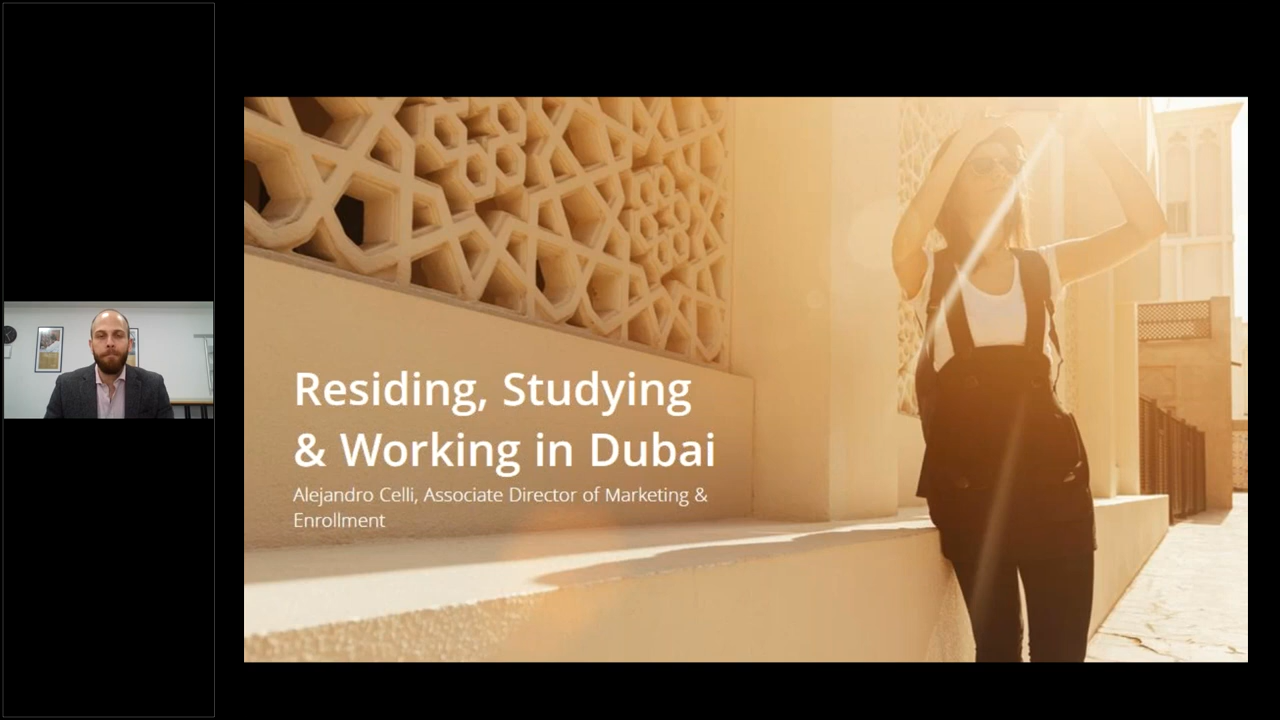 Residing, Studying
& Working in Dubai
Alejandro Celli, Associate Director of Marketing &
Enrollment